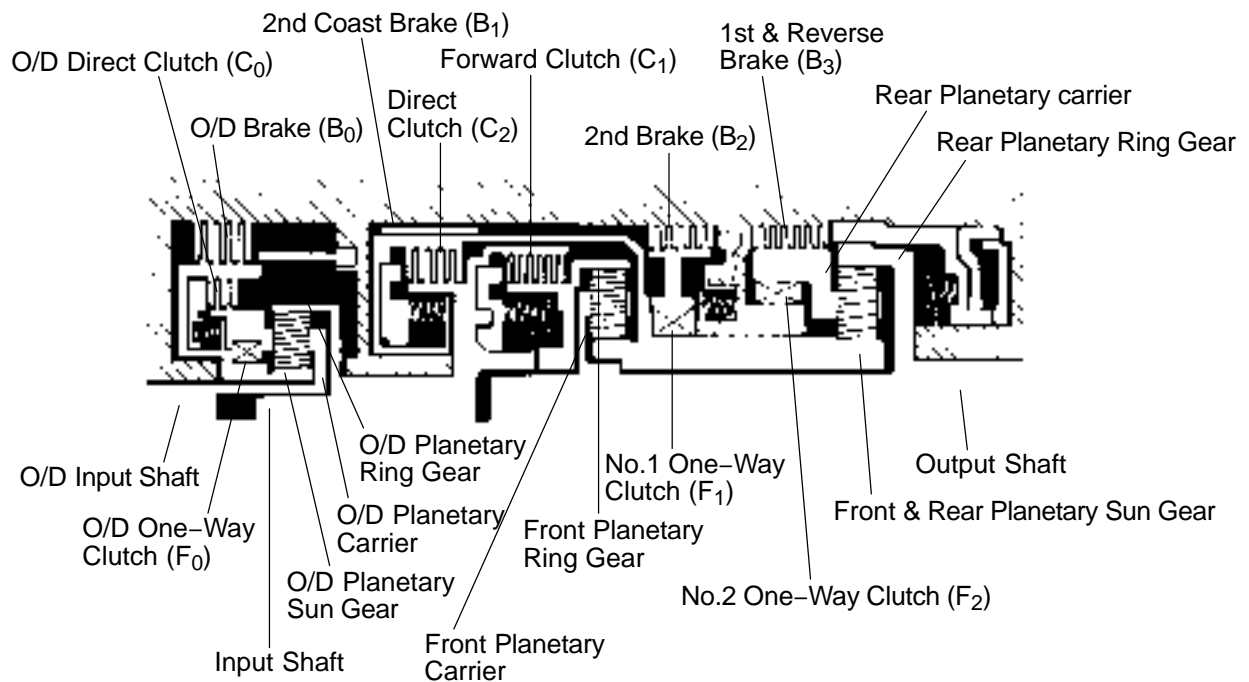 2nd Coast Brake (B1)
O/D Direct Clutch (C0)
Forward Clutch (C1)
1st & Reverse
Brake (B3)
Direct
Clutch (C2)
Rear Planetary carrier
O/D Brake (B0)
2nd Brake (B2)
Rear Planetary Ring Gear
O/D Input Shaft
O/D Planetary
Ring Gear
No.1 One−Way
Clutch (F1)
Output Shaft
O/D One−Way
Clutch (F0)
O/D Planetary
Carrier
Front Planetary
Ring Gear
Front & Rear Planetary Sun Gear
O/D Planetary
Sun Gear
No.2 One−Way Clutch (F2)
Input Shaft
Front Planetary
Carrier